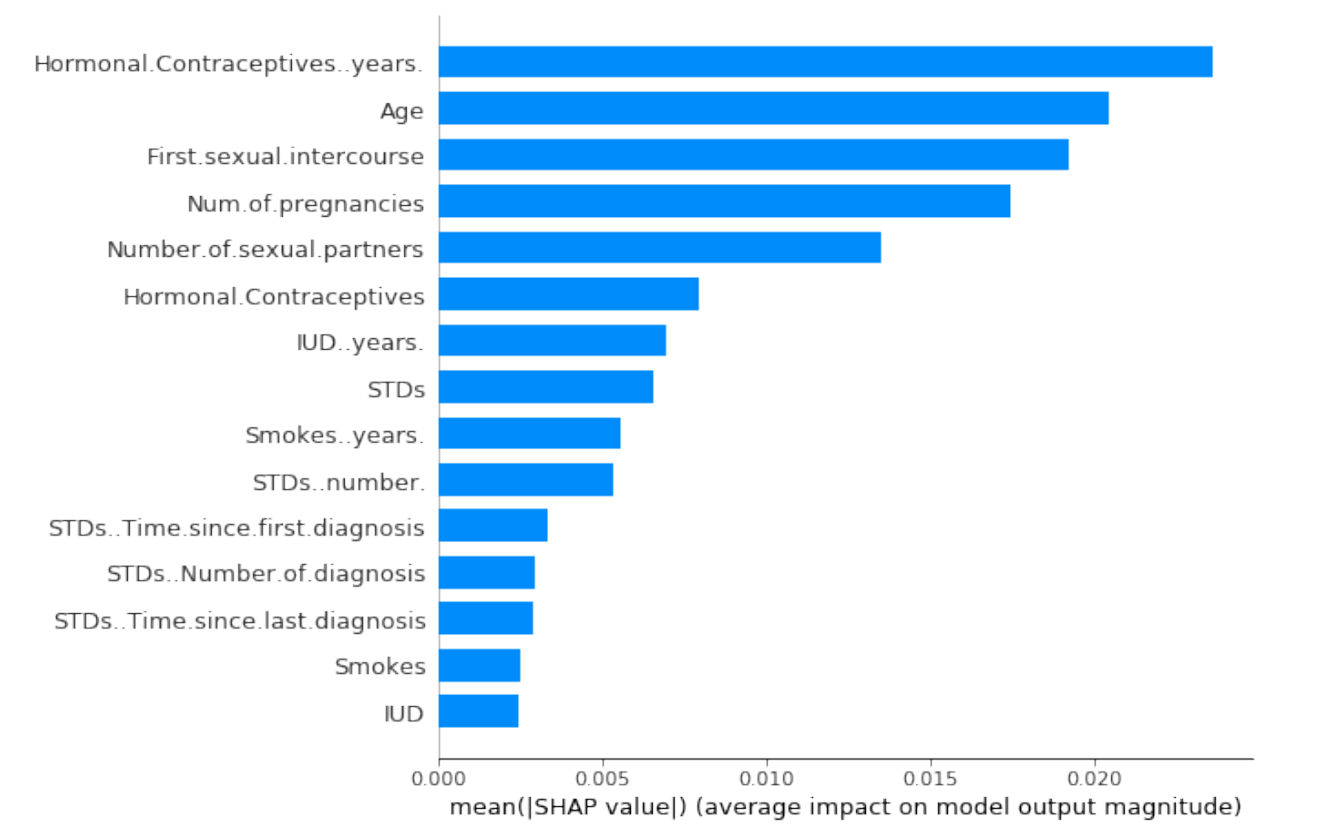 Hormonal.Contraceptives..years.
Age
First.sexual.intercourse
Num.of.pregnancies
Number.of.sexual.partners
Hormonal.Contraceptives
IUD..years.
STDs
Smokes..years.
STDs..number.
STDs..Time.since.first.diagnosis
STDs..Number.of.diagnosis
STDs..Time.since.last.diagnosis
Smokes
IUD
0.000 0.005 0.010 0.015 0.020
mean(|SHAP value|) (average impact on model output magnitude)